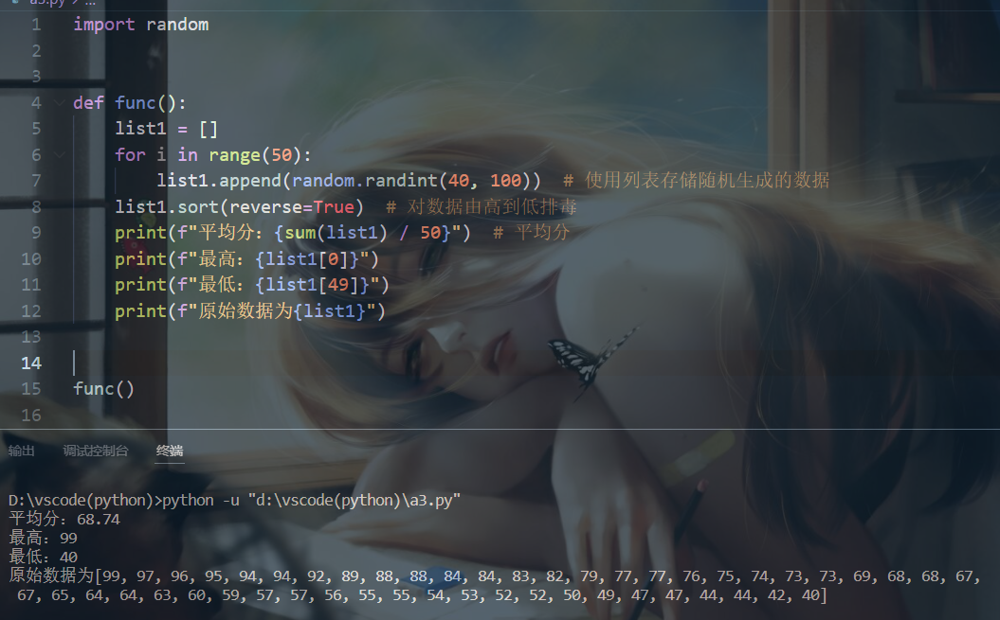 a3.py > ...
1 import random
2
3
4 def func():
5 list1 = []
6 for i in range(50):
7 list1.append(random.randint(40, 100)) # 使用列表存储随机生成的数据
8 list1.sort(reverse=True) # 对数据由高到低排毒
9 print(f"平均分：{sum(list1) / 50}") # 平均分
10 print(f"最高：{list1[0]}")
11 print(f"最低：{list1[49]}")
12 print(f"原始数据为{list1}")
13
14
15 func()
16
输出 调试控制台 终端
D:\vscode(python)>python -u "d:\vscode(python)\a3.py"
平均分：68.74
最高：99
最低：40
原始数据为[99, 97, 96, 95, 94, 94, 92, 89, 88, 88, 84, 84, 83, 82, 79, 77, 77, 76, 75, 74, 73, 73, 69, 68, 68, 67,
67, 65, 64, 64, 63, 60, 59, 57, 57, 56, 55, 55, 54, 53, 52, 52, 50, 49, 47, 47, 44, 44, 42, 40]